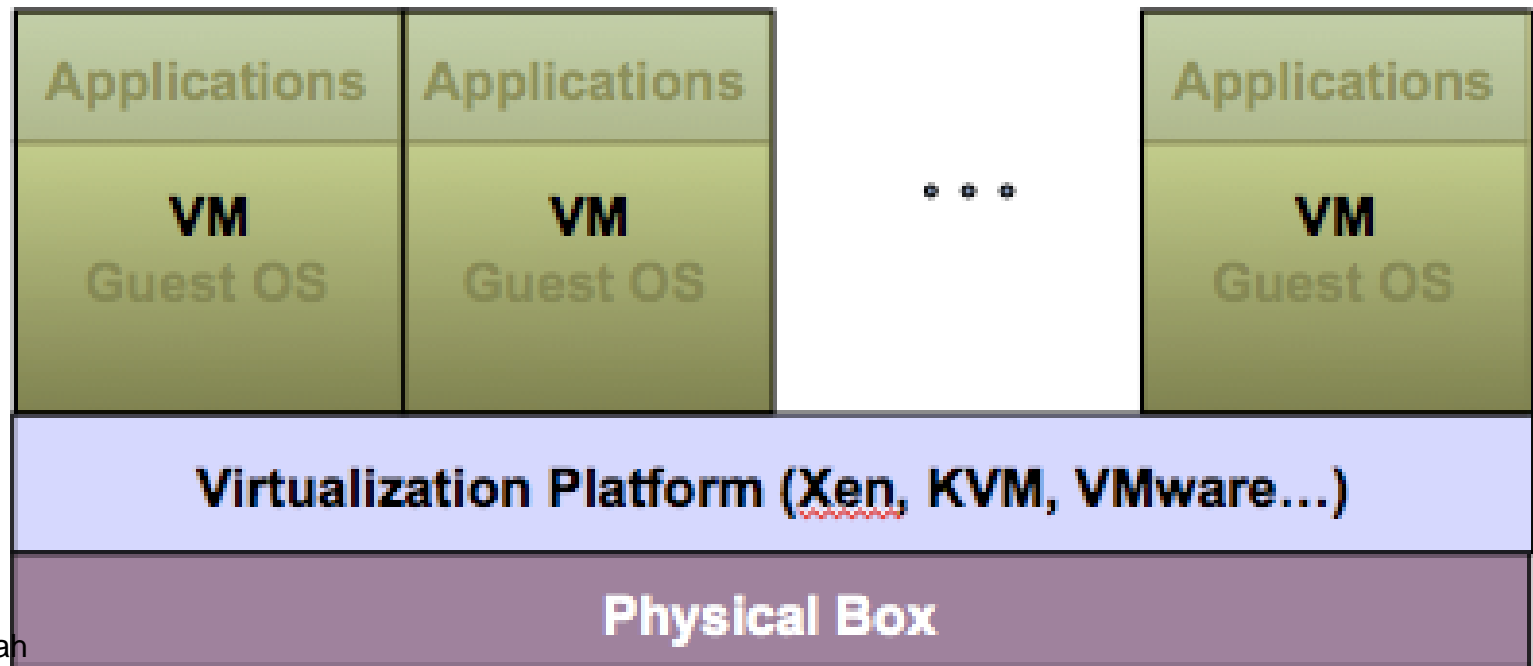 Applications Applications Applications
VM VM ... VM
Guest OS Guest OS Guest OS
Virtualization Platform (Xen, KVM, VMware...)
Physical Box
ah